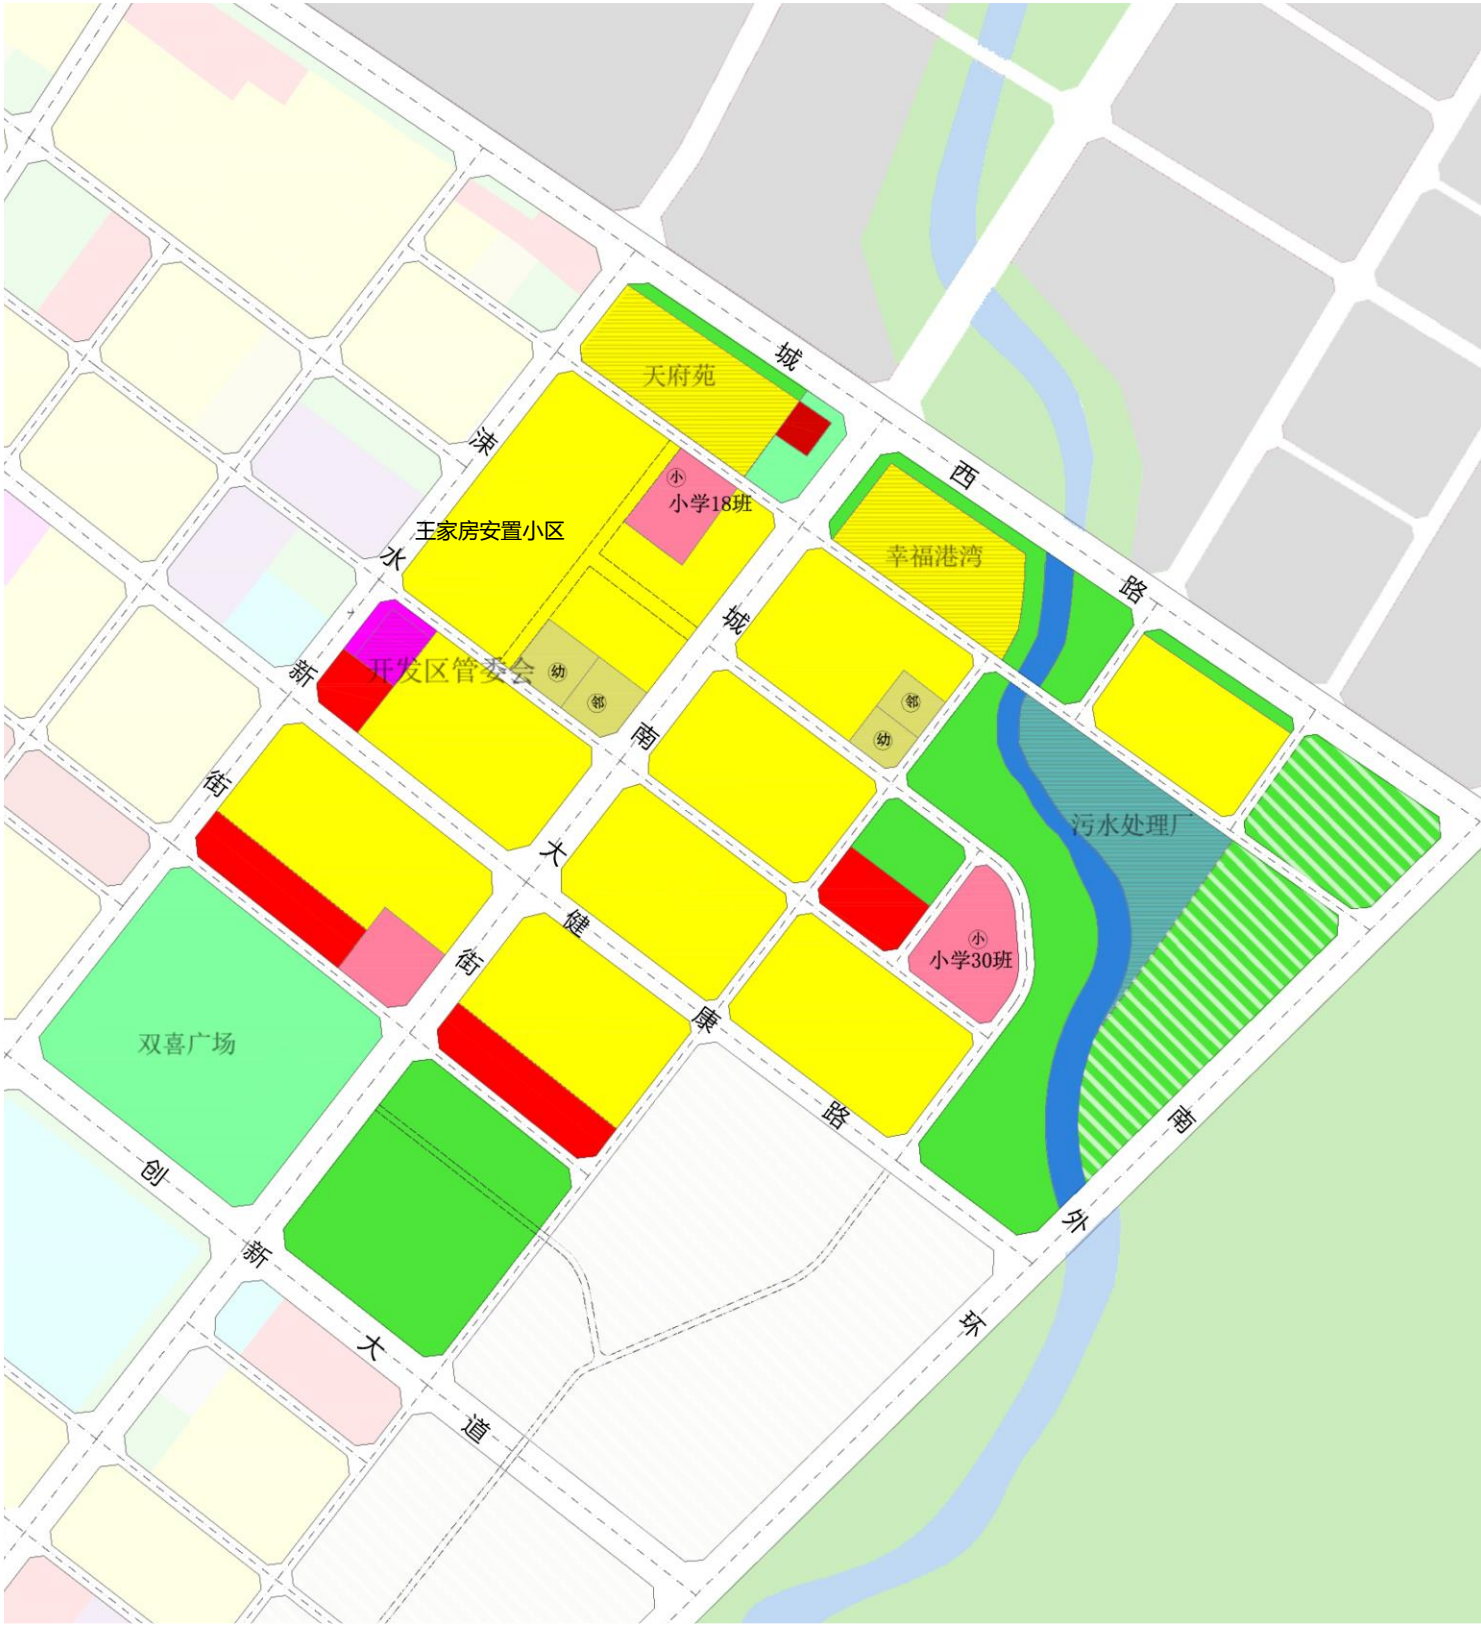 城西路
天府苑
涑水新街
小
小学18班
王家房安置小区
幸福港湾
城南大街
开发区管委会
幼
幼
污水处理厂
健康路
小
小学30班
双喜广场
南外环
创新大道